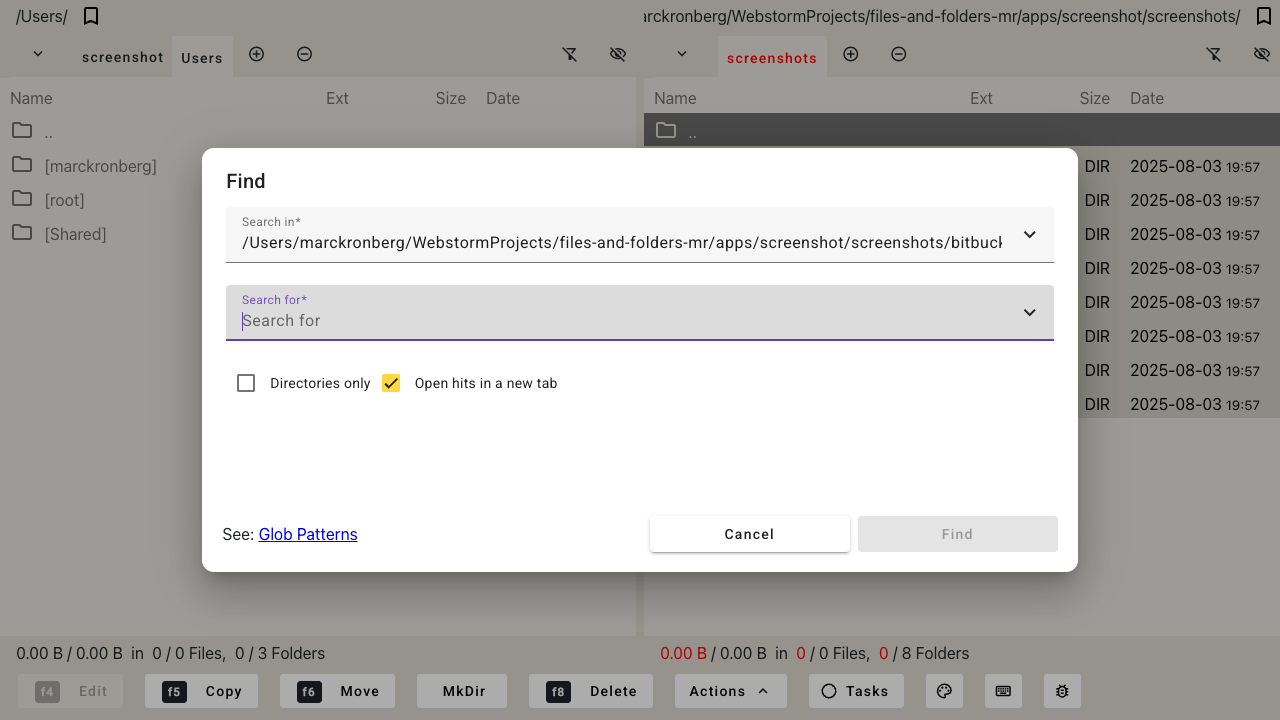 /Users/
arckronberg/WebstormProjects/files-and-folders-mr/apps/screenshot/screenshots/
screenshot Users
screenshots
Name Ext Size Date
Name Ext Size Date
..
..
[marckronberg]
DIR 2025-08-03 19:57
[root]
DIR 2025-08-03 19:57
[Shared]
DIR 2025-08-03 19:57
DIR 2025-08-03 19:57
DIR 2025-08-03 19:57
DIR 2025-08-03 19:57
DIR 2025-08-03 19:57
DIR 2025-08-03 19:57
Find
Search in*
/Users/marckronberg/WebstormProjects/files-and-folders-mr/apps/screenshot/screenshots/bitbuck
Search for*
Search for
Directories only Open hits in a new tab
See: Glob Patterns
Cancel Find
0.00 B / 0.00 B in 0 / 0 Files, 0 / 3 Folders
0.00 B / 0.00 B in 0 / 0 Files, 0 / 8 Folders
f4 Edit f5 Copy f6 Move MkDir f8 Delete Actions Tasks